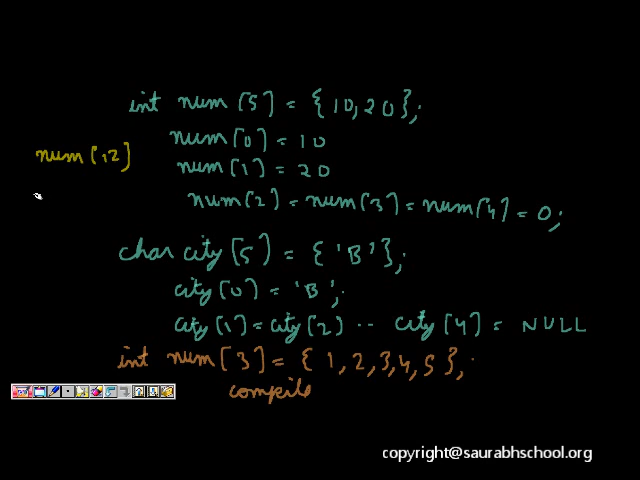 int num[5] = {10,20};
num[0] = 10
num[12]
num[1] = 20
num[2] = num[3] = num[4] = 0;
char city[5] = {'B'};
city[0] = 'B';
city[1] = city[2] .. city[4] = NULL
int num[3] = {1,2,3,4,5};
compile
copyright@saurabhschool.org